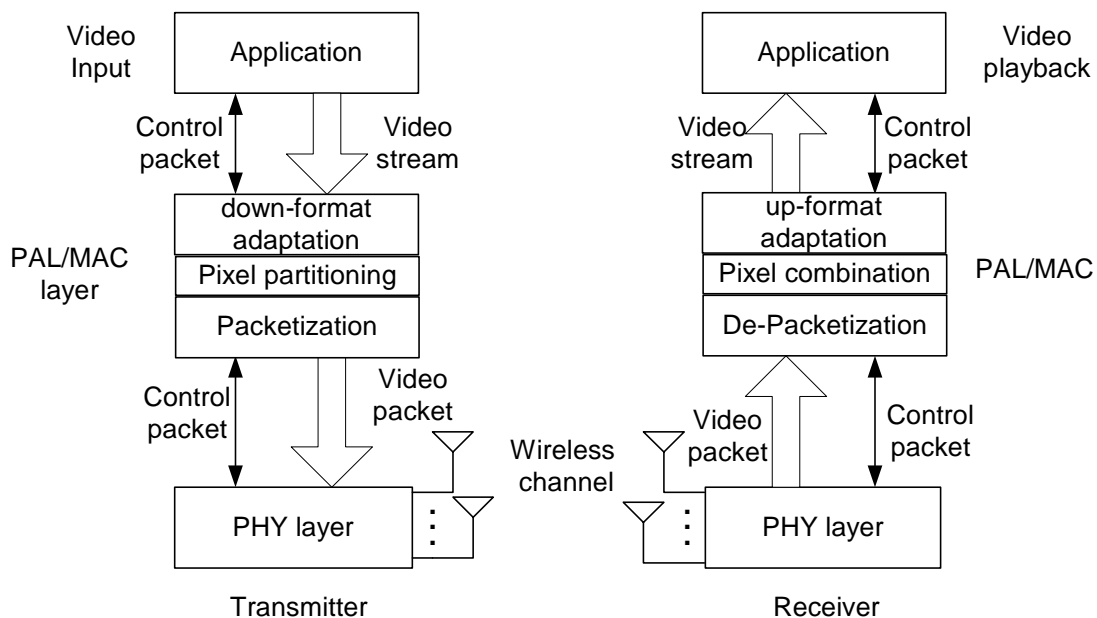 Video
Input
Application
Control
packet
Video
stream
down-format
adaptation
PAL/MAC
layer
Pixel partitioning
Packetization
Control
packet
Video
packet
PHY layer
Transmitter
Wireless
channel
Application
Video
playback
Video
stream
Control
packet
up-format
adaptation
Pixel combination
PAL/MAC
De-Packetization
Video
packet
Control
packet
PHY layer
Receiver